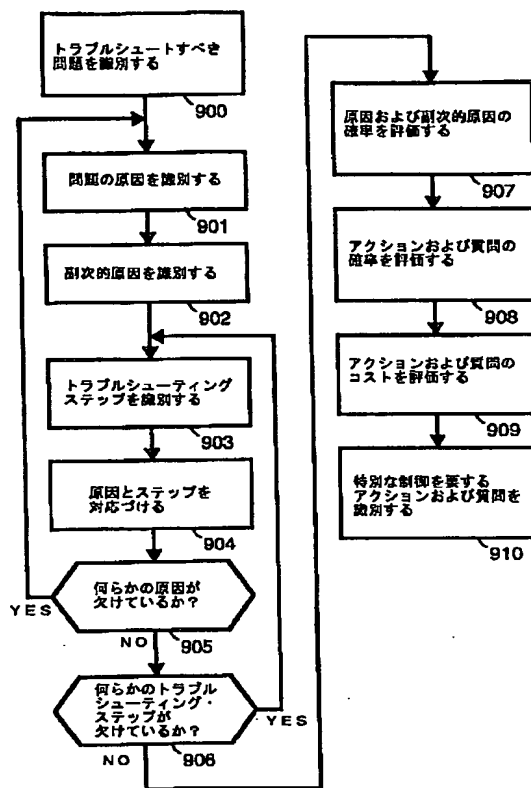 トラブルシュートすべき
問題を識別する
900
問題の原因を識別する
901
副次的原因を識別する
902
トラブルシューティング
ステップを識別する
903
原因とステップを
対応づける
904
何らかの原因が
欠けているか?
YES
905
NO
何らかのトラブル
シューティング・
ステップが
欠けているか?
YES
906
NO
原因および副次的原因の
確率を評価する
907
アクションおよび質問の
確率を評価する
908
アクションおよび質問の
コストを評価する
909
特別な制御を要する
アクションおよび質問を
識別する
910